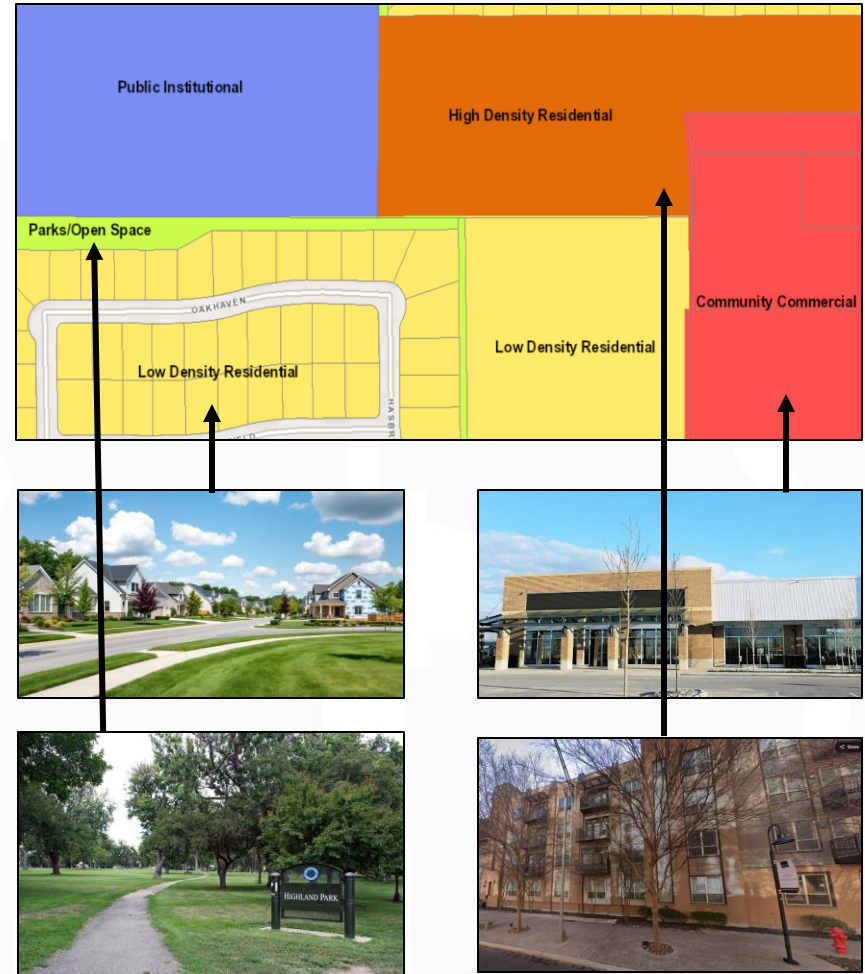 Public Institutional
High Density Residential
Parks/Open Space
OAKHAVEN
Community Commercial
Low Density Residential
Low Density Residential
HASBR
Share
HIGHLAND PARK